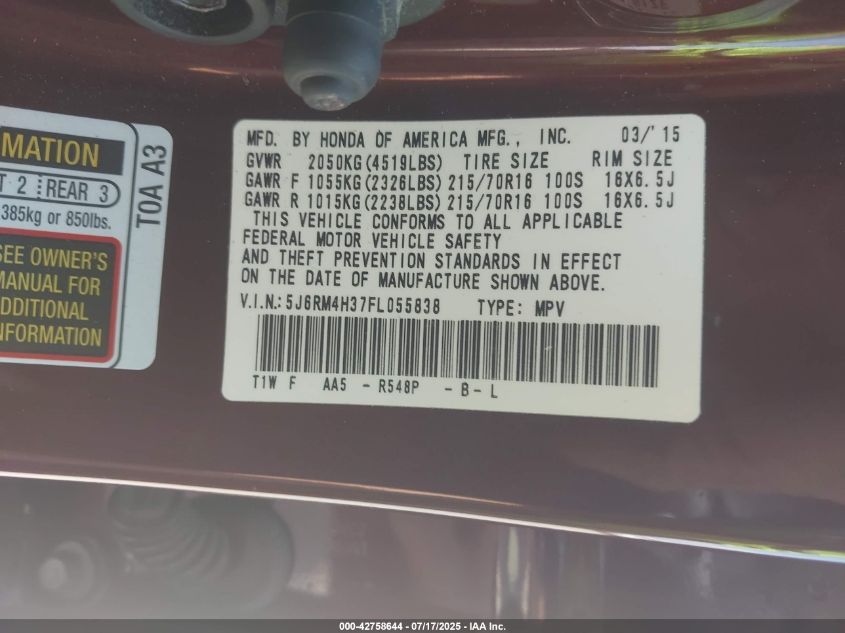 MATION
T 2 REAR 3
385kg or 850lbs.
SEE OWNER'S
MANUAL FOR
ADDITIONAL
INFORMATION
T0A A3
MFD. BY HONDA OF AMERICA MFG., INC. 03/'15
GVWR 2050KG(4519LBS) TIRE SIZE RIM SIZE
GAWR F 1055KG(2326LBS) 215/70R16 100S 16X6.5J
GAWR R 1015KG(2238LBS) 215/70R16 100S 16X6.5J
THIS VEHICLE CONFORMS TO ALL APPLICABLE
FEDERAL MOTOR VEHICLE SAFETY
AND THEFT PREVENTION STANDARDS IN EFFECT
ON THE DATE OF MANUFACTURE SHOWN ABOVE.
V.I.N.: 5J6RM4H37FL055838 TYPE: MPV
T1W F AA5 - R548P - B - L
000-42758644 / 07/17/2025 - IAA Inc.